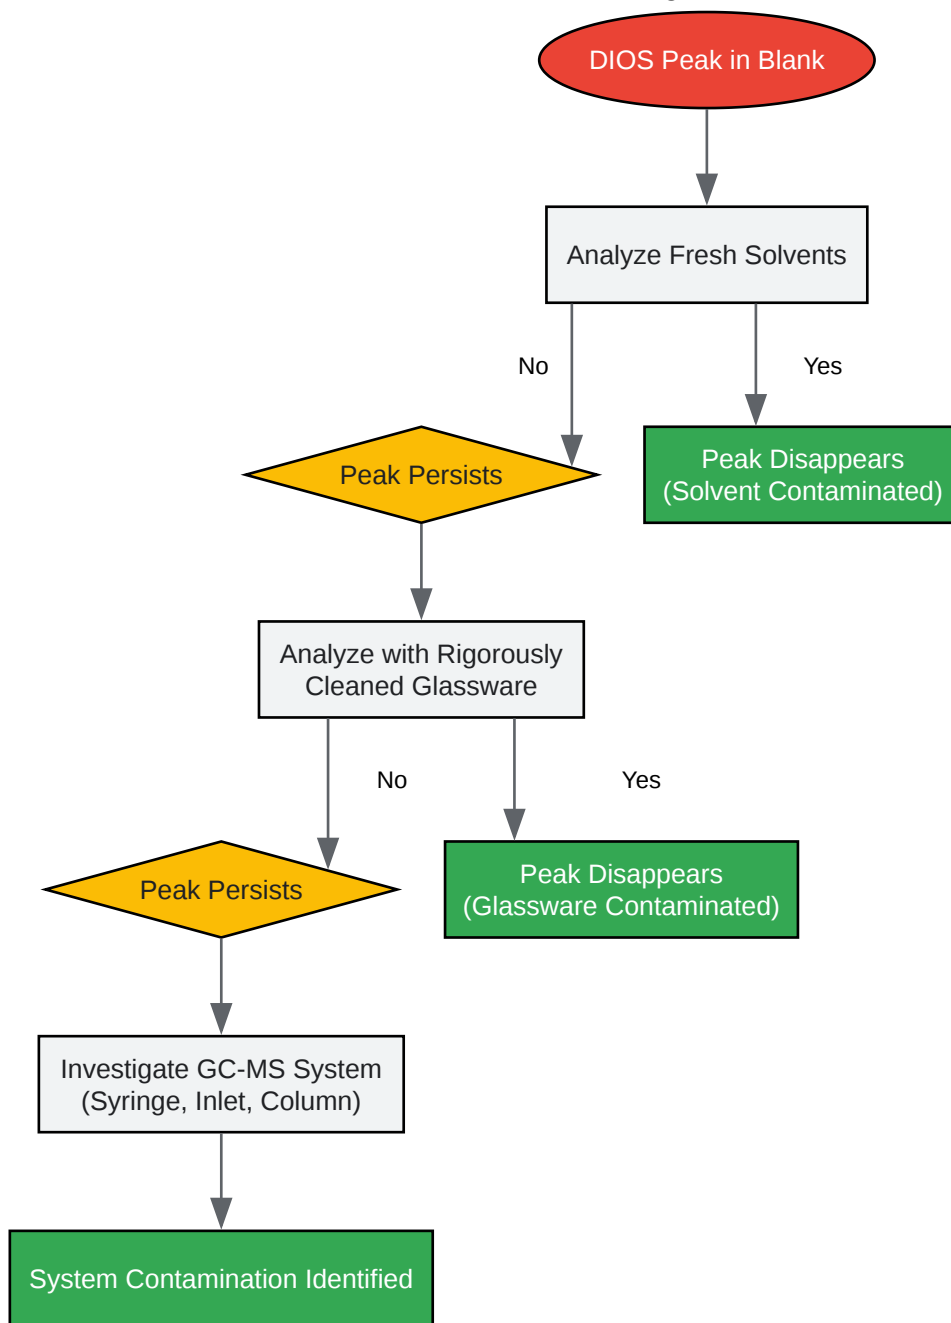 DIOS Peak in Blank
Analyze Fresh Solvents
No
Yes
Peak Persists
Peak Disappears
(Solvent Contaminated)
Analyze with Rigorously
Cleaned Glassware
No
Yes
Peak Persists
Peak Disappears
(Glassware Contaminated)
Investigate GC-MS System
(Syringe, Inlet, Column)
System Contamination Identified